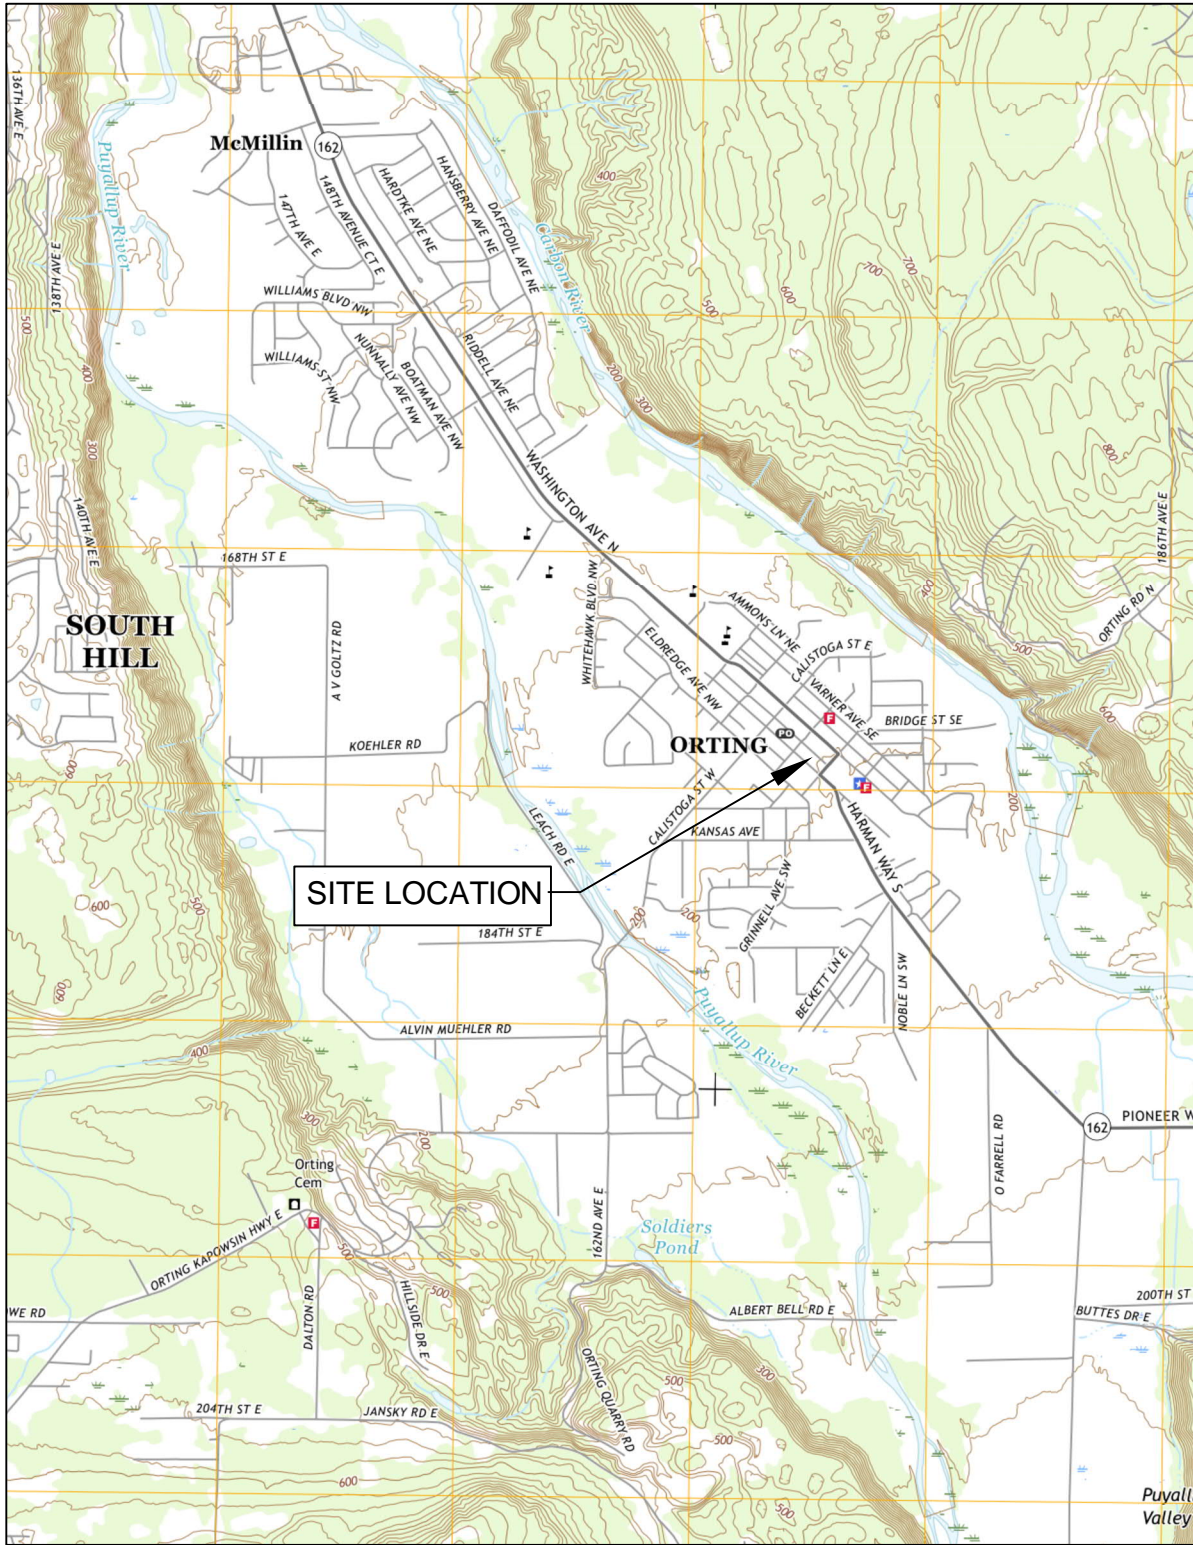 36TH AVE E
McMillin
162
Puyallup River
138TH AVE E
147TH AVE E
148TH AVENUE CT E
HARDTKE AVE NE
HANSBERRY AVE NE
DAFFODIL AVE NE
Carbon River
400
700
700
600
500
500
400
300
WILLIAMS BLVD NW
WILLIAMS ST NW
NUNNALLY AVE NW
BOATMAN AVE NW
RIDDELL AVE NE
200
300
800
186TH AVE E
140TH AVE E
168TH ST E
WASHINGTON AVE N
WHITEHAWK BLVD NW
SOUTH
HILL
A V GOLTZ RD
ELDREDGE AVE NW
AMMONS LN NE
CALISTOGA ST E
VARNER AVE SE
BRIDGE ST SE
400
500
ORTING RD N
600
KOEHLER RD
ORTING
PO
F
F
600
CALISTOGA ST W
KANSAS AVE
HARMAN WAY S
200
LEACH RD E
SITE LOCATION
600
500
184TH ST E
200
200
GRINNELL AVE SW
BECKETT LN E
NOBLE LN SW
600
400
ALVIN MUEHLER RD
Puyallup River
300
200
162
PIONEER W
O FARRELL RD
Orting
Cem
F
ORTING KAPOWSIN HWY E
500
500
162ND AVE E
Soldiers
Pond
OWE RD
DALTON RD
HILLSIDE DR E
ALBERT BELL RD E
200TH ST
BUTTES DR E
300
ORTING QUARRY RD
500
204TH ST E
JANSKY RD E
500
600
500
Puyall
Valley